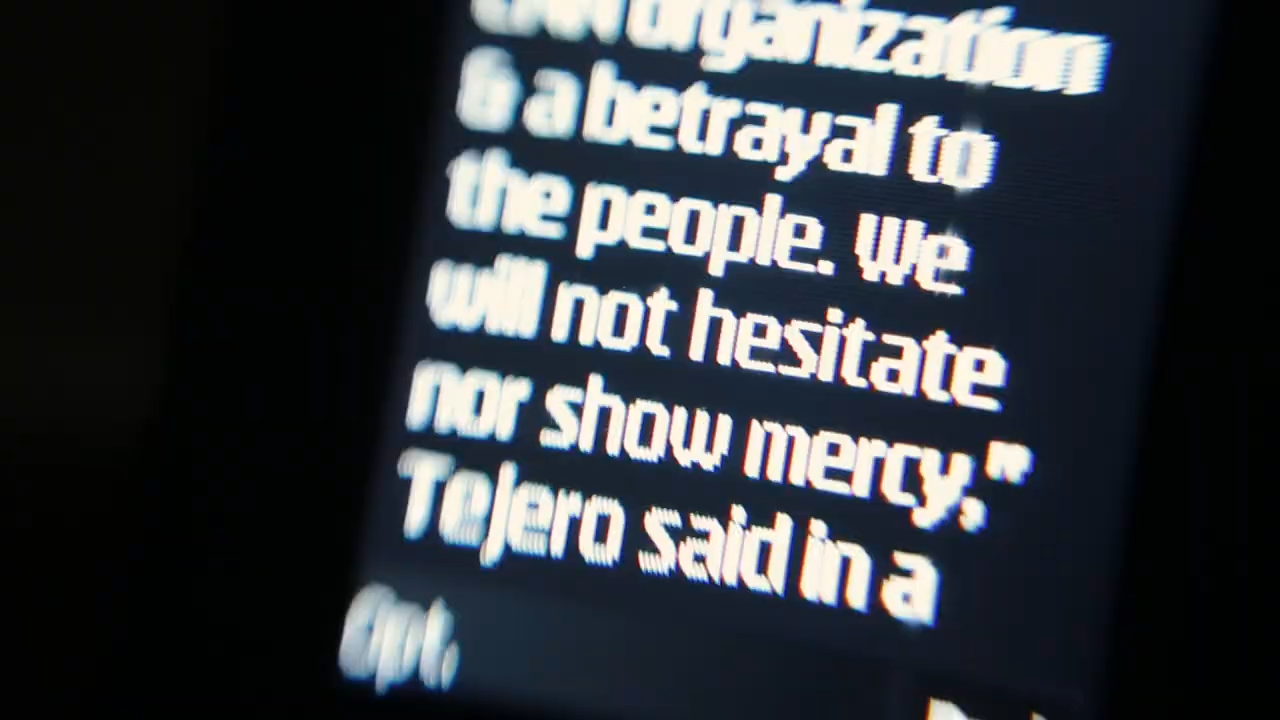 organization
& a betrayal to
the people. We
will not hesitate
nor show mercy,"
Tejero said in a
Opt.